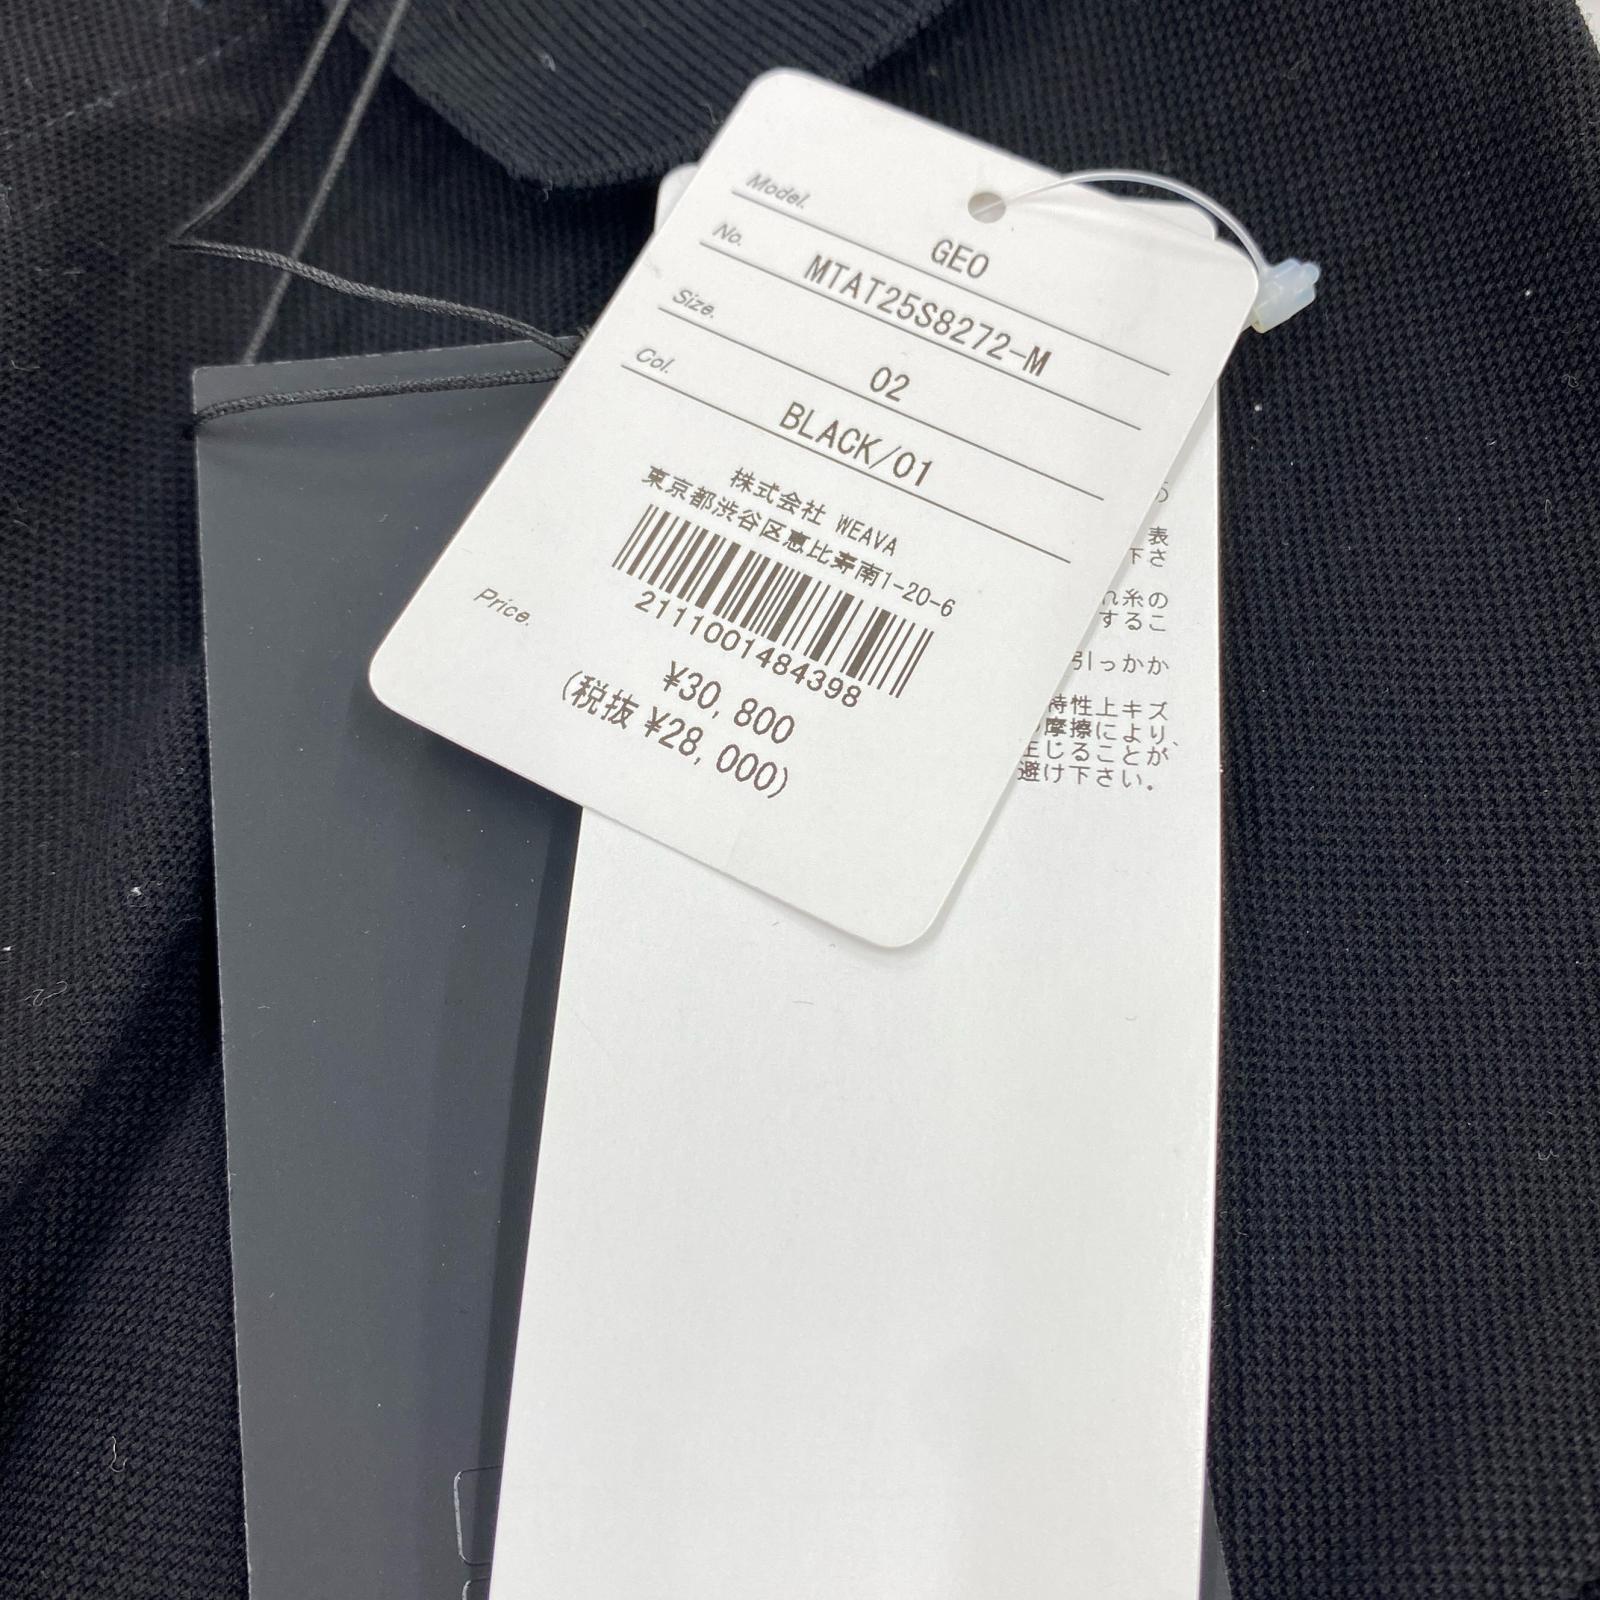 Model. GEO
No. MTAT25S8272-M
Size. 02
Col. BLACK/01
株式会社 WEAVA
東京都渋谷区恵比寿南1-20-6
2111001484398
Price.
¥30,800
(税抜 ¥28,000)
表
下さ
れ糸の
するこ
引っかか
特性上キズ
摩擦により、
生じることが
避け下さい。